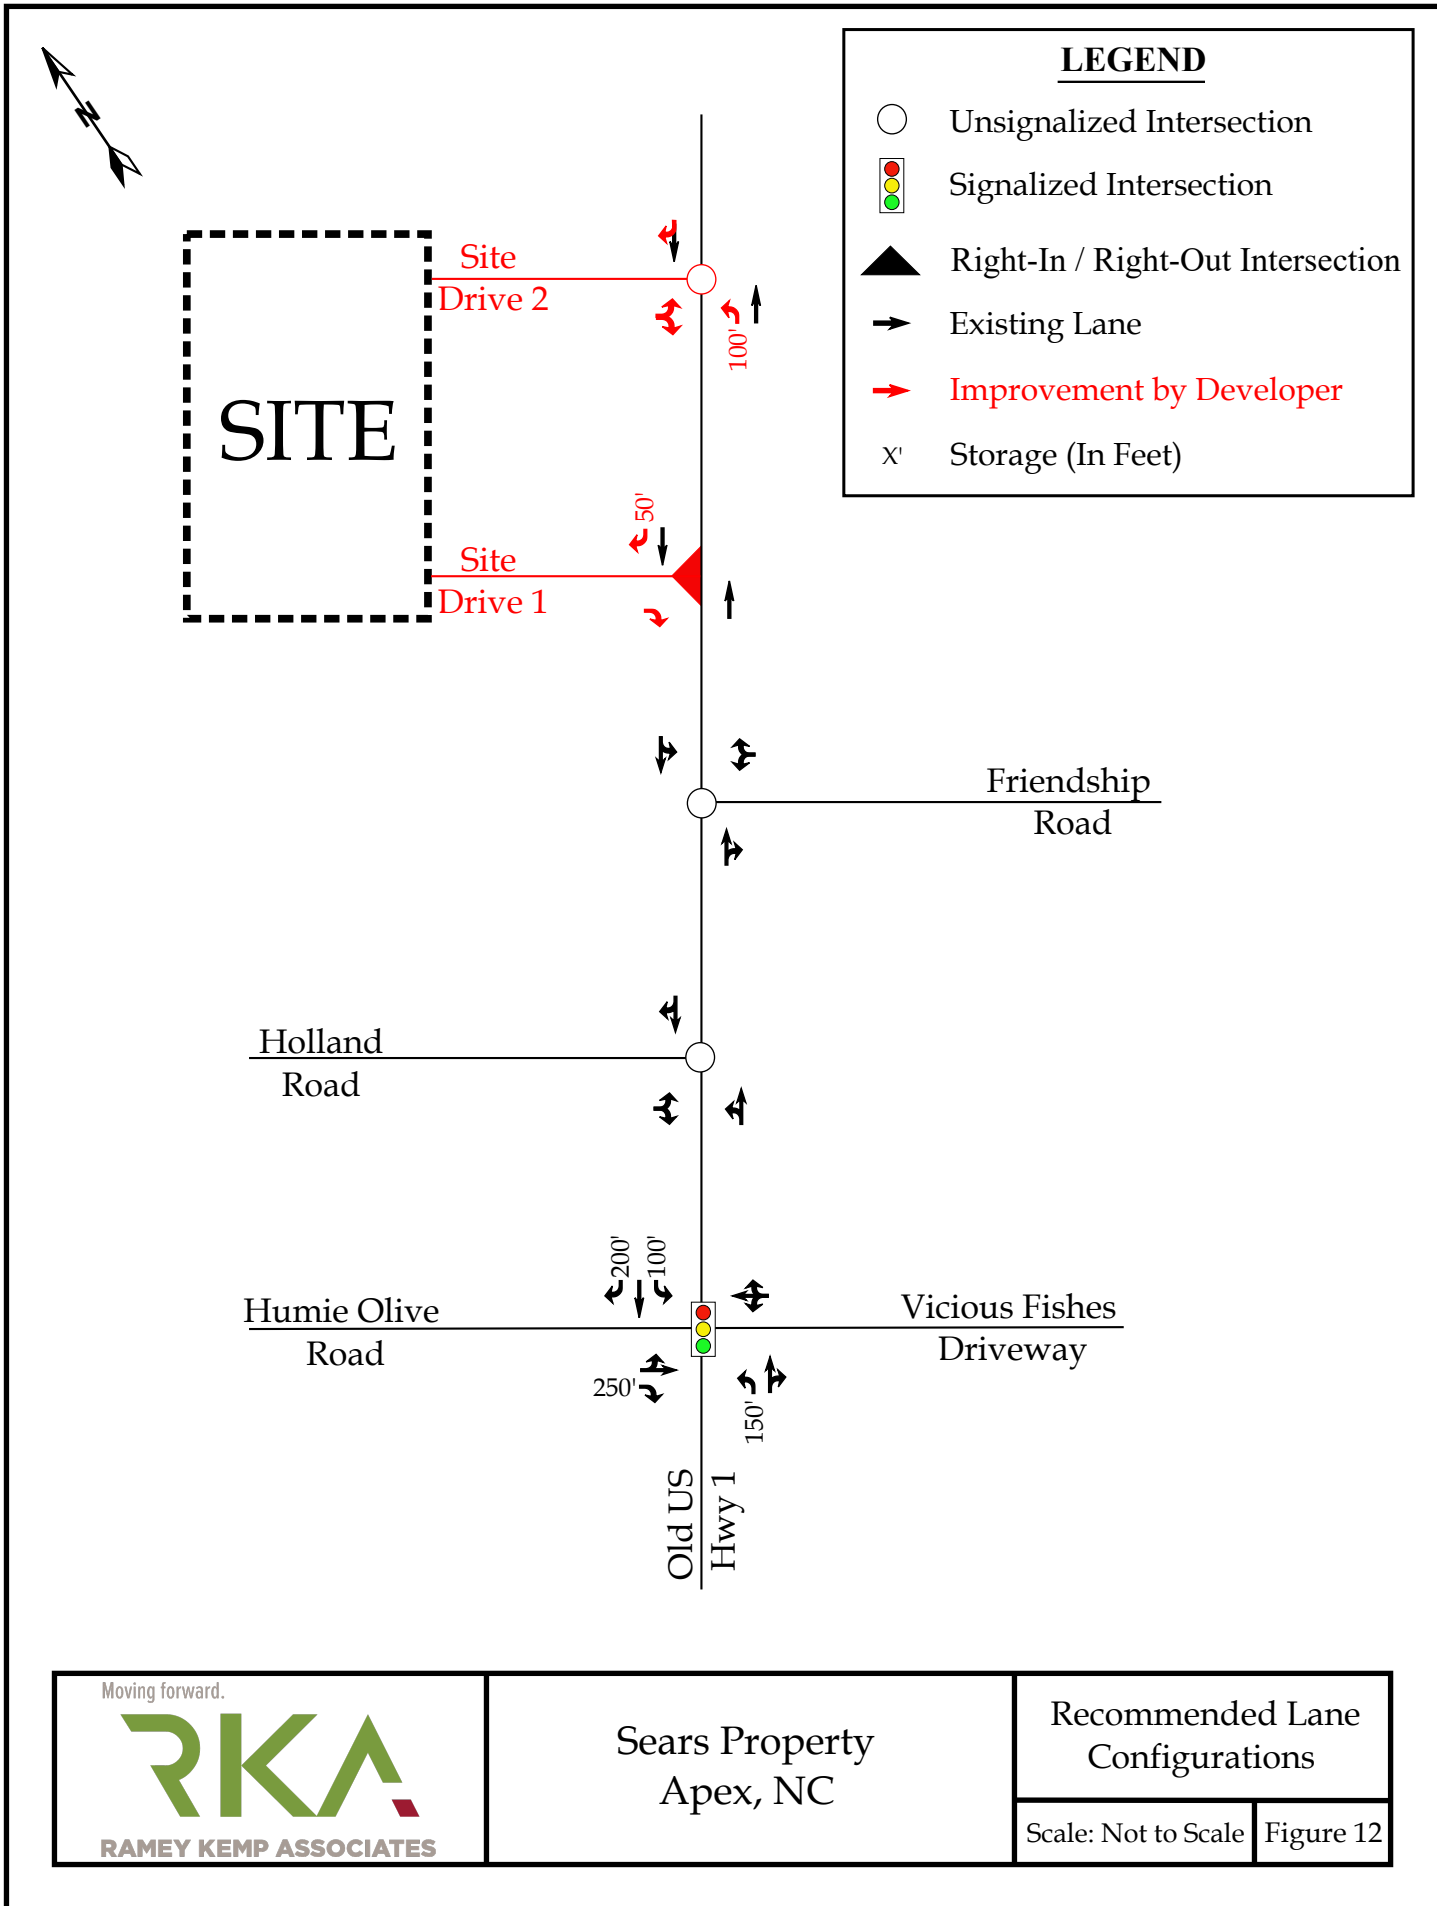 N
LEGEND
Unsignalized Intersection
Signalized Intersection
Right-In / Right-Out Intersection
Existing Lane
Improvement by Developer
X' Storage (In Feet)
Site
Drive 2
100'
SITE
50'
Site
Drive 1
Friendship
Road
Holland
Road
200'
100'
Humie Olive
Road
Vicious Fishes
Driveway
250'
150'
Old US
Hwy 1
Moving forward.
RKA
RAMEY KEMP ASSOCIATES
Sears Property
Apex, NC
Recommended Lane
Configurations
Scale: Not to Scale
Figure 12